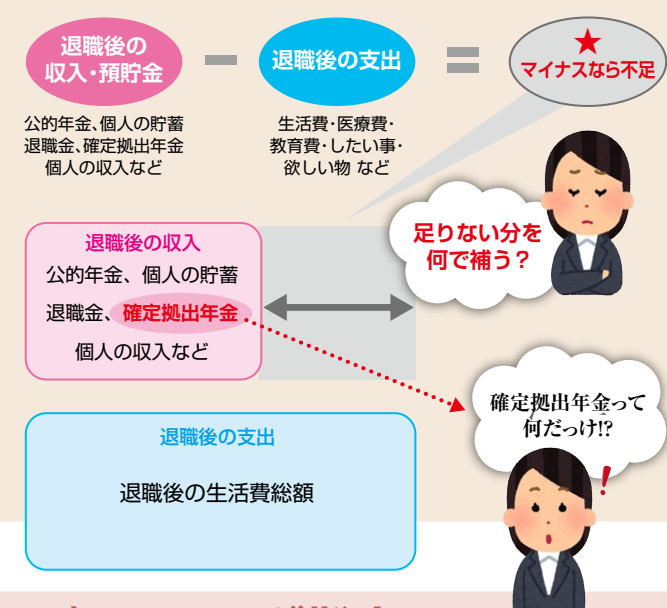 退職後の
収入・預貯金
退職後の支出
★
マイナスなら不足
公的年金、個人の貯蓄
退職金、確定拠出年金
個人の収入など
生活費・医療費・
教育費・したい事・
欲しい物 など
足りない分を
何で補う？
退職後の収入
公的年金、個人の貯蓄
退職金、確定拠出年金
個人の収入など
確定拠出年金って
何だっけ!?
退職後の支出
退職後の生活費総額